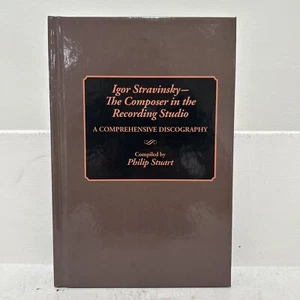 Igor Stravinsky—
The Composer in the
Recording Studio
A COMPREHENSIVE DISCOGRAPHY
Compiled by
Philip Stuart